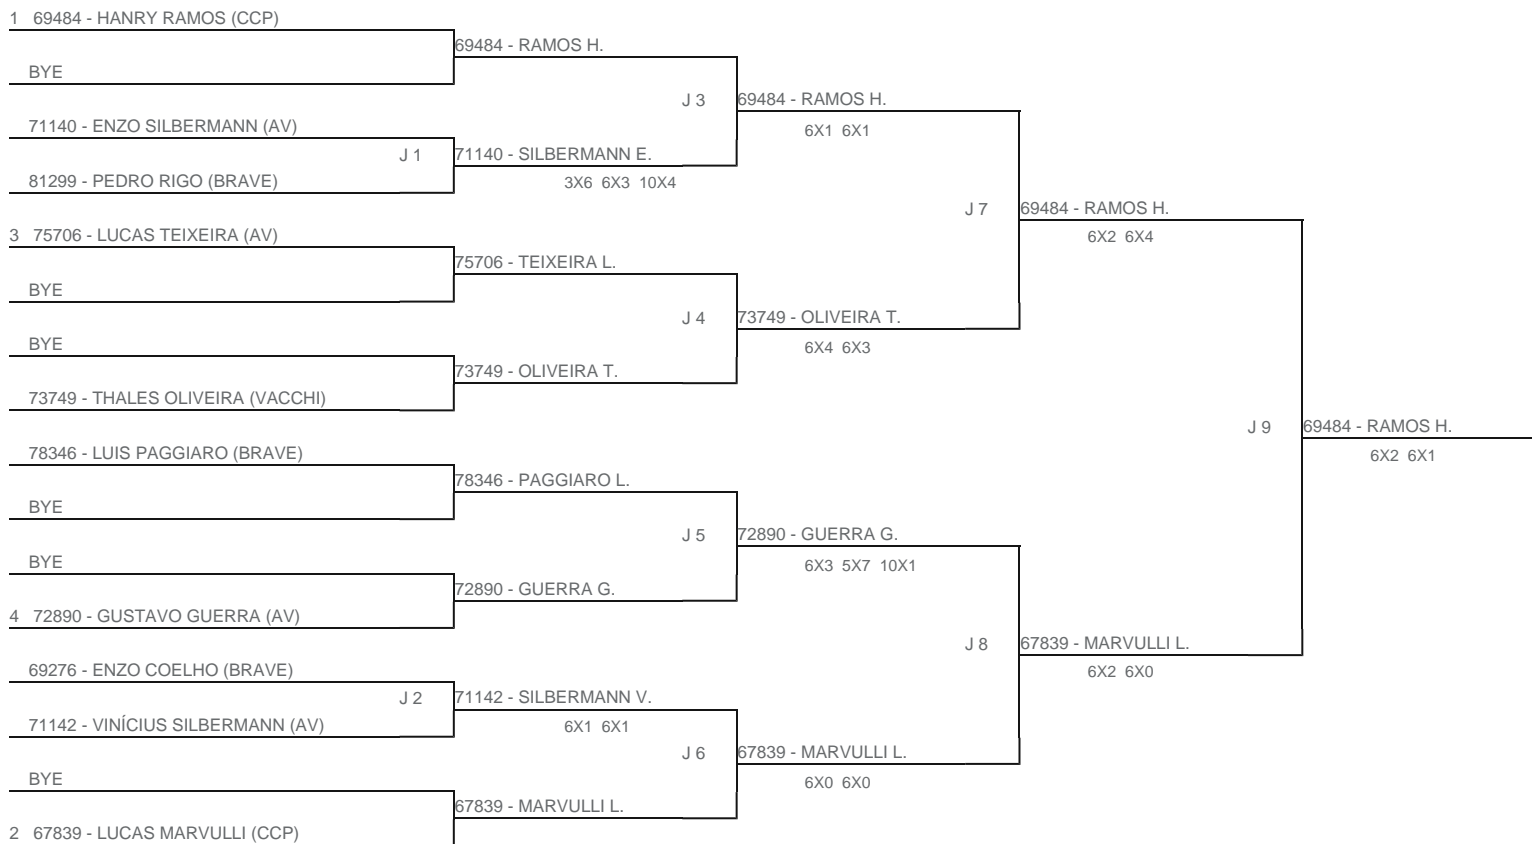 1 69484 - HANRY RAMOS (CCP)
69484 - RAMOS H.
BYE
J 3
69484 - RAMOS H.
6X1 6X1
71140 - ENZO SILBERMANN (AV)
J 1
71140 - SILBERMANN E.
3X6 6X3 10X4
81299 - PEDRO RIGO (BRAVE)
J 7
69484 - RAMOS H.
6X2 6X4
3 75706 - LUCAS TEIXEIRA (AV)
75706 - TEIXEIRA L.
BYE
J 4
73749 - OLIVEIRA T.
6X4 6X3
BYE
73749 - OLIVEIRA T.
73749 - THALES OLIVEIRA (VACCHI)
J 9
69484 - RAMOS H.
6X2 6X1
78346 - LUIS PAGGIARO (BRAVE)
78346 - PAGGIARO L.
BYE
J 5
72890 - GUERRA G.
6X3 5X7 10X1
BYE
72890 - GUERRA G.
4 72890 - GUSTAVO GUERRA (AV)
J 8
67839 - MARVULLI L.
6X2 6X0
69276 - ENZO COELHO (BRAVE)
J 2
71142 - SILBERMANN V.
6X1 6X1
71142 - VINÍCIUS SILBERMANN (AV)
J 6
67839 - MARVULLI L.
6X0 6X0
BYE
67839 - MARVULLI L.
2 67839 - LUCAS MARVULLI (CCP)